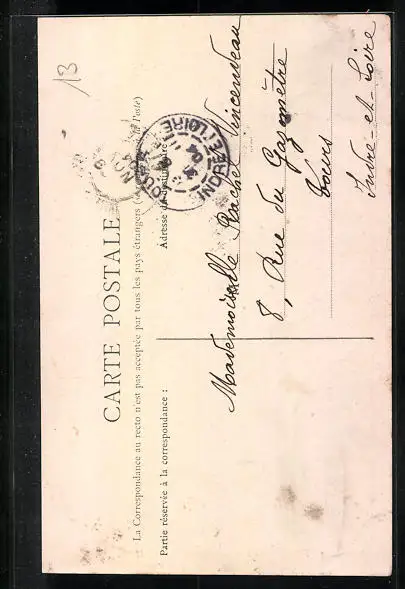 13
CARTE POSTALE
La Correspondance au recto n'est pas acceptée par tous les pays étrangers
Partie réservée à la correspondance :
Adresse du
INDRE-ET-LOIRE
Mademoiselle Rachel Vincendeau
8, Rue du Gazomètre
Tours
Indre-et-Loire